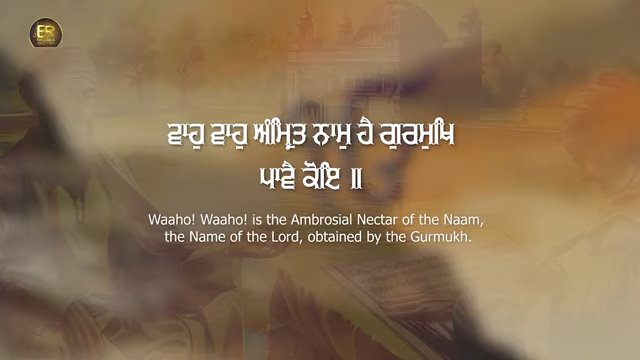 ER
ਵਾਹੁ ਵਾਹੁ ਅੰਮ੍ਰਿਤ ਨਾਮੁ ਹੈ ਗੁਰਮੁਖਿ
ਪਾਵੈ ਕੋਇ ॥
Waaho! Waaho! is the Ambrosial Nectar of the Naam,
the Name of the Lord, obtained by the Gurmukh.